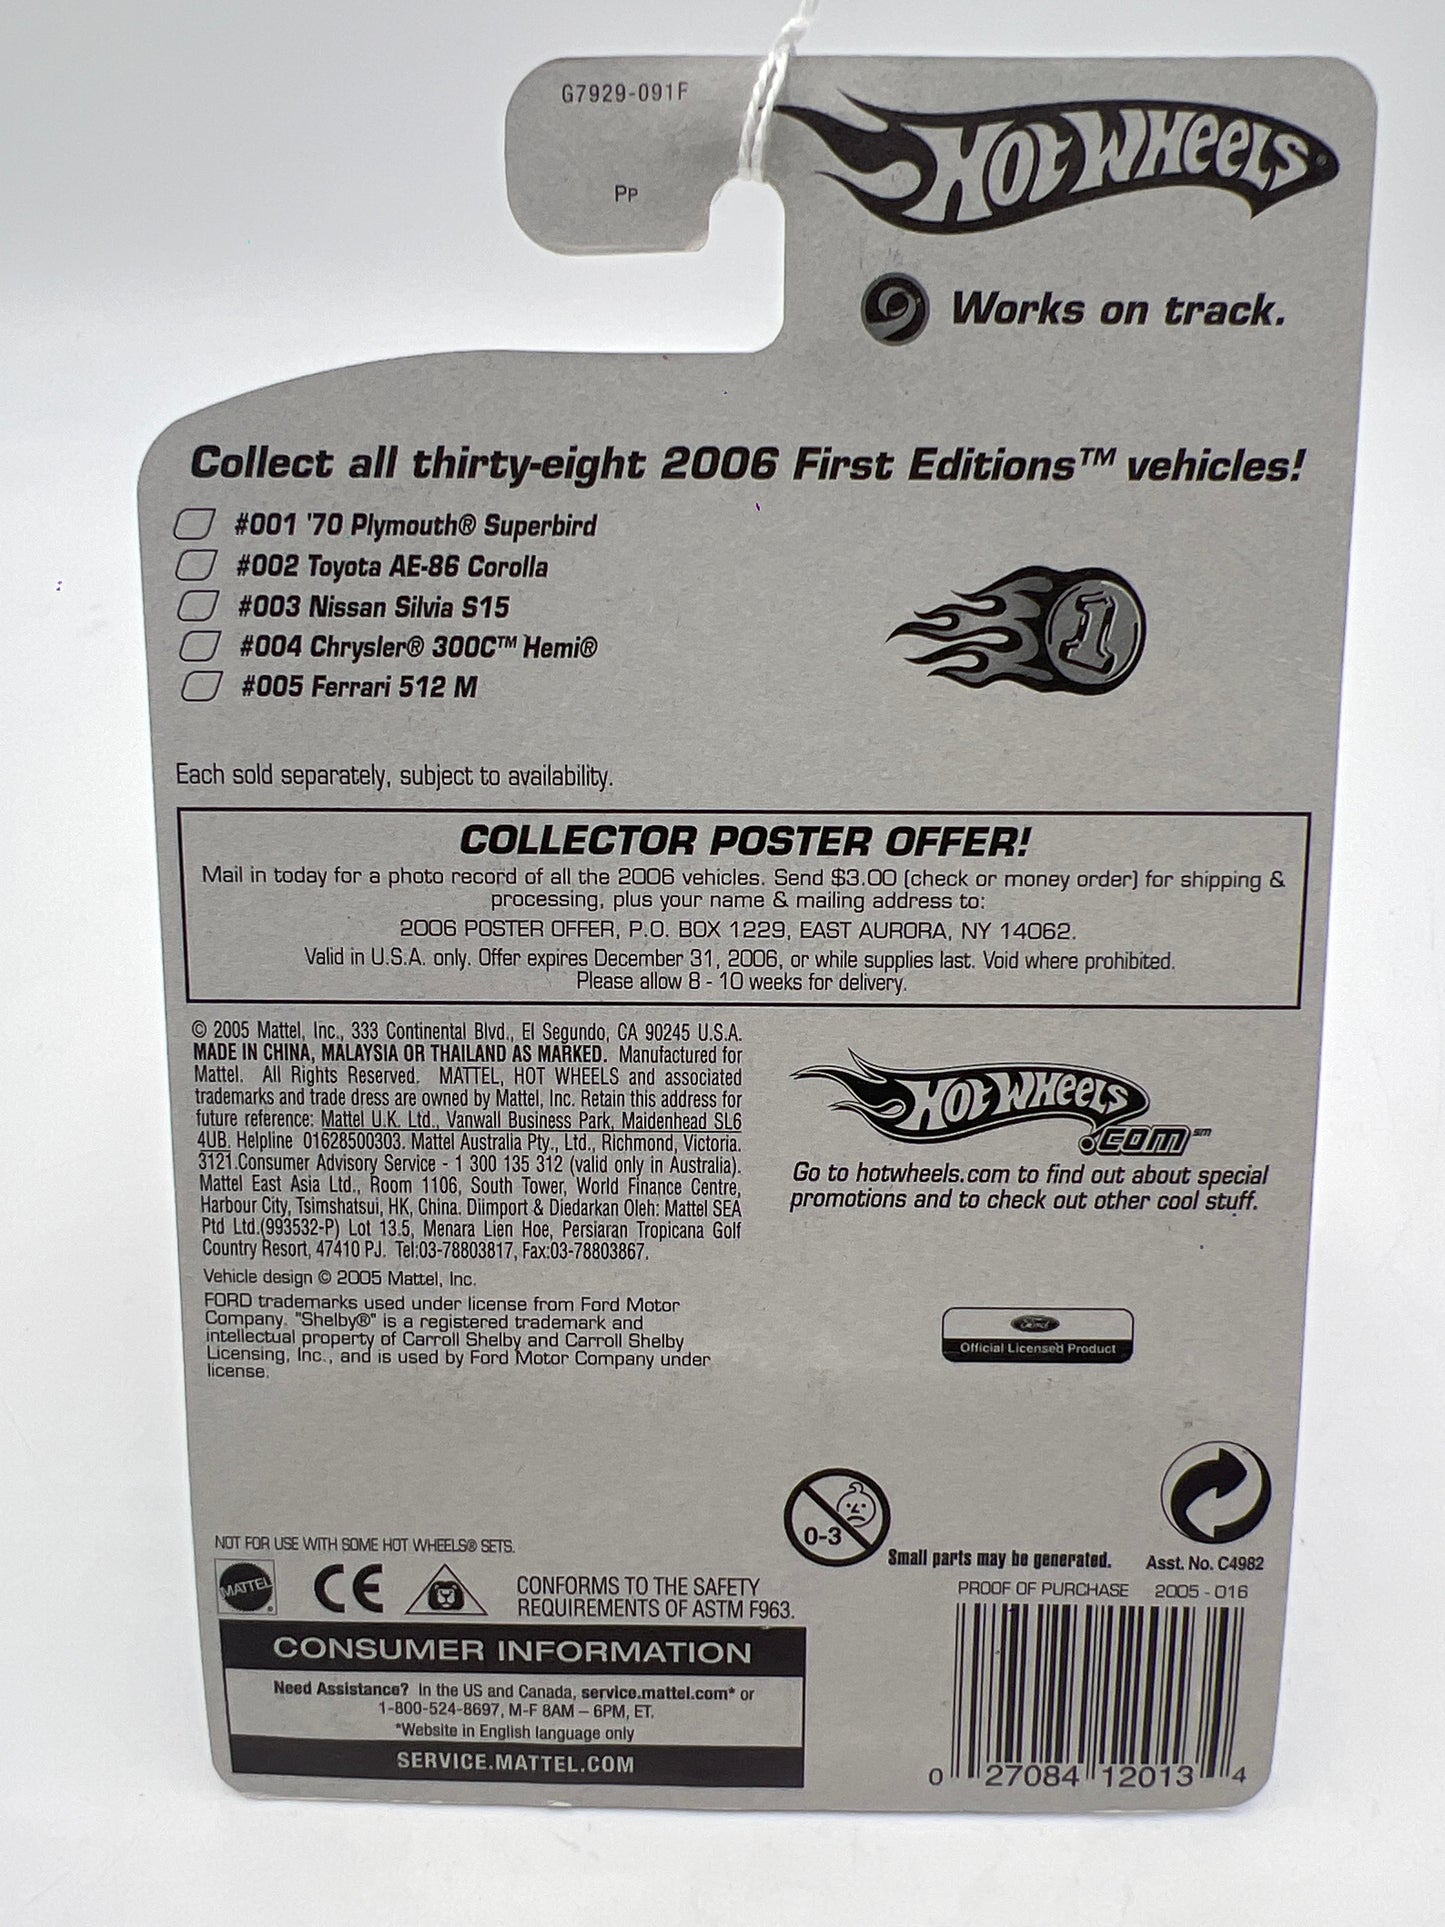 G7929-091F
PP
HOT WHEELS
Works on track.
Collect all thirty-eight 2006 First Editions™ vehicles!
#001 '70 Plymouth® Superbird
#002 Toyota AE-86 Corolla
#003 Nissan Silvia S15
#004 Chrysler® 300C™ Hemi®
#005 Ferrari 512 M
1
Each sold separately, subject to availability.
COLLECTOR POSTER OFFER!
Mail in today for a photo record of all the 2006 vehicles. Send $3.00 (check or money order) for shipping &
processing, plus your name & mailing address to:
2006 POSTER OFFER, P.O. BOX 1229, EAST AURORA, NY 14062.
Valid in U.S.A. only. Offer expires December 31, 2006, or while supplies last. Void where prohibited.
Please allow 8 - 10 weeks for delivery.
© 2005 Mattel, Inc., 333 Continental Blvd., El Segundo, CA 90245 U.S.A.
MADE IN CHINA, MALAYSIA OR THAILAND AS MARKED. Manufactured for
Mattel. All Rights Reserved. MATTEL, HOT WHEELS and associated
trademarks and trade dress are owned by Mattel, Inc. Retain this address for
future reference: Mattel U.K. Ltd., Vanwall Business Park, Maidenhead SL6
4UB. Helpline 01628500303. Mattel Australia Pty., Ltd., Richmond, Victoria.
3121.Consumer Advisory Service - 1 300 135 312 (valid only in Australia).
Mattel East Asia Ltd., Room 1106, South Tower, World Finance Centre,
Harbour City, Tsimshatsui, HK, China. Diimport & Diedarkan Oleh: Mattel SEA
Ptd Ltd.(993532-P) Lot 13.5, Menara Lien Hoe, Persiaran Tropicana Golf
Country Resort, 47410 PJ. Tel:03-78803817, Fax:03-78803867.
Vehicle design © 2005 Mattel, Inc.
FORD trademarks used under license from Ford Motor
Company. "Shelby®" is a registered trademark and
intellectual property of Carroll Shelby and Carroll Shelby
Licensing, Inc., and is used by Ford Motor Company under
license.
HOT WHEELS
.com℠
Go to hotwheels.com to find out about special
promotions and to check out other cool stuff.
Ford
Official Licensed Product
0-3
Small parts may be generated.
Asst. No. C4982
NOT FOR USE WITH SOME HOT WHEELS® SETS.
MATTEL®
CE
CONFORMS TO THE SAFETY
REQUIREMENTS OF ASTM F963.
PROOF OF PURCHASE 2005 - 016
CONSUMER INFORMATION
Need Assistance? In the US and Canada, service.mattel.com* or
1-800-524-8697, M-F 8AM – 6PM, ET.
*Website in English language only
SERVICE.MATTEL.COM
0 27084 12013 4